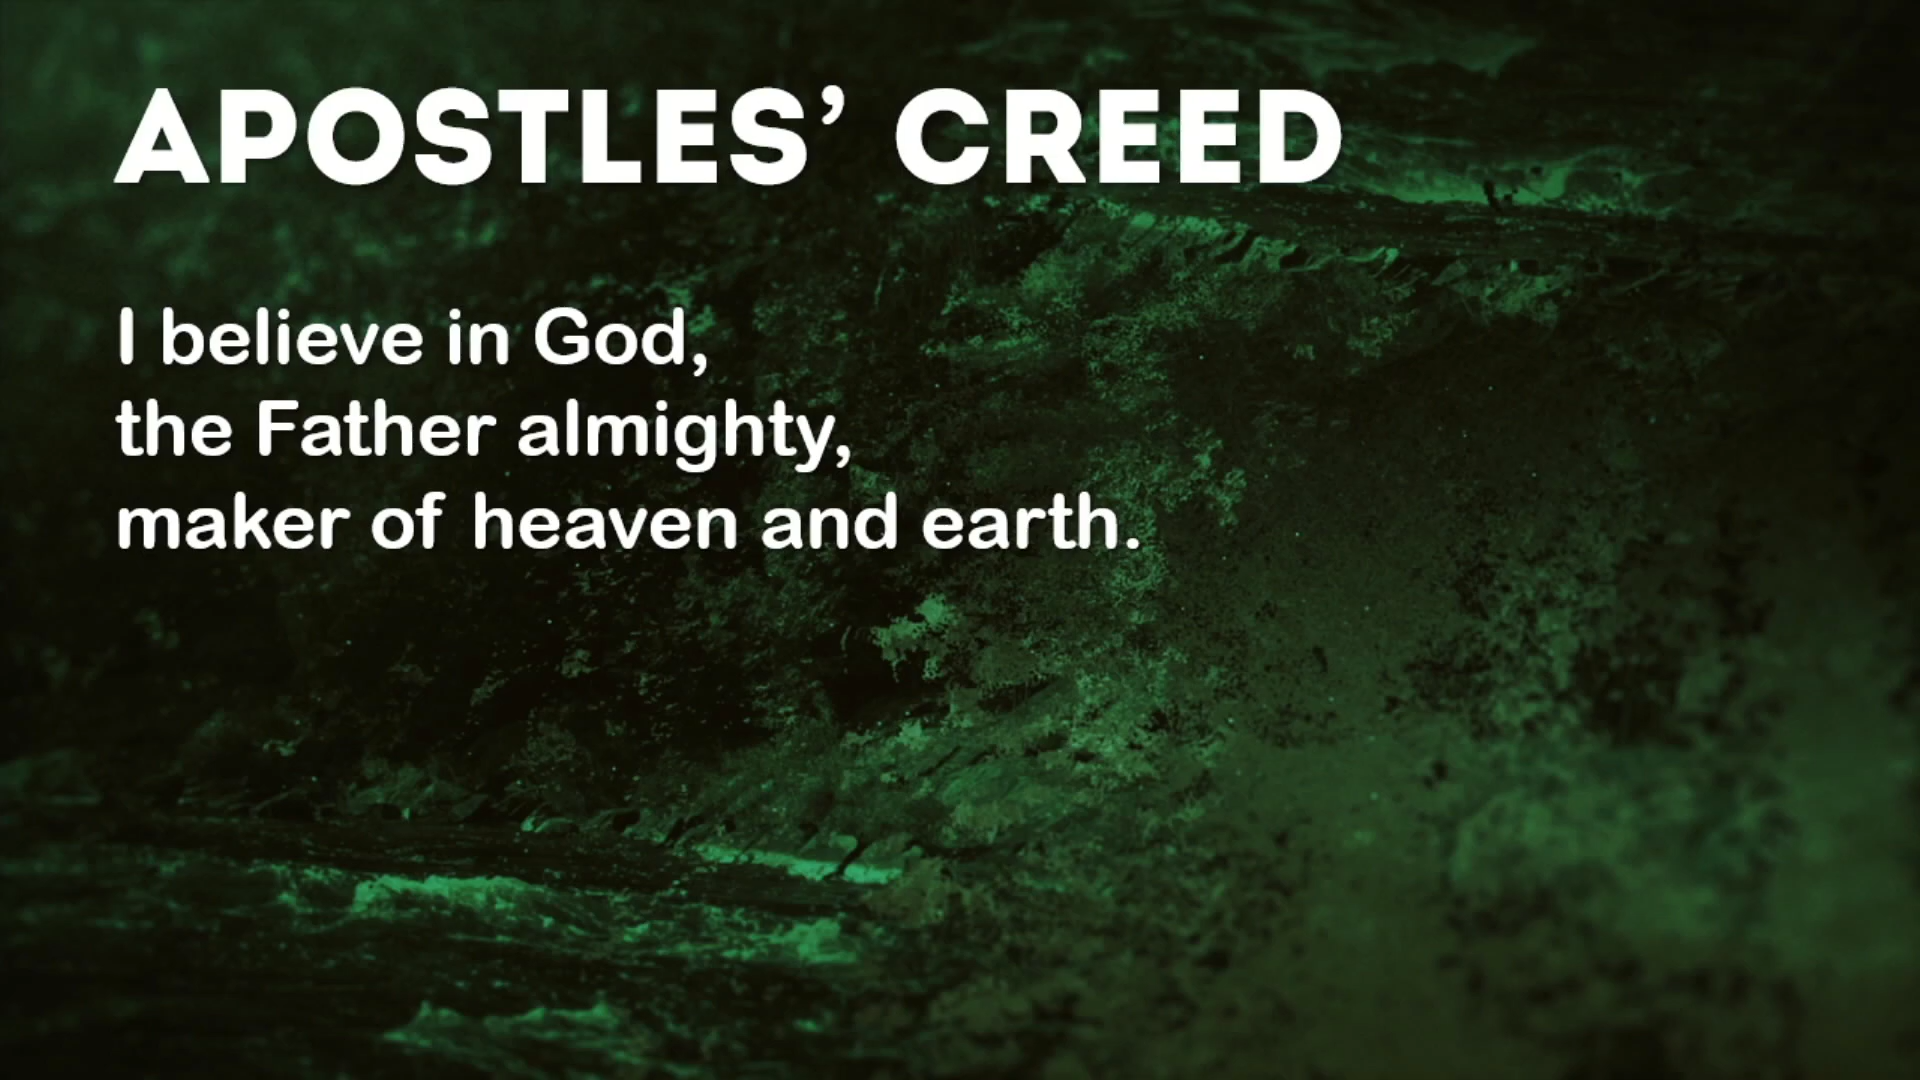 APOSTLES’ CREED
I believe in God,
the Father almighty,
maker of heaven and earth.